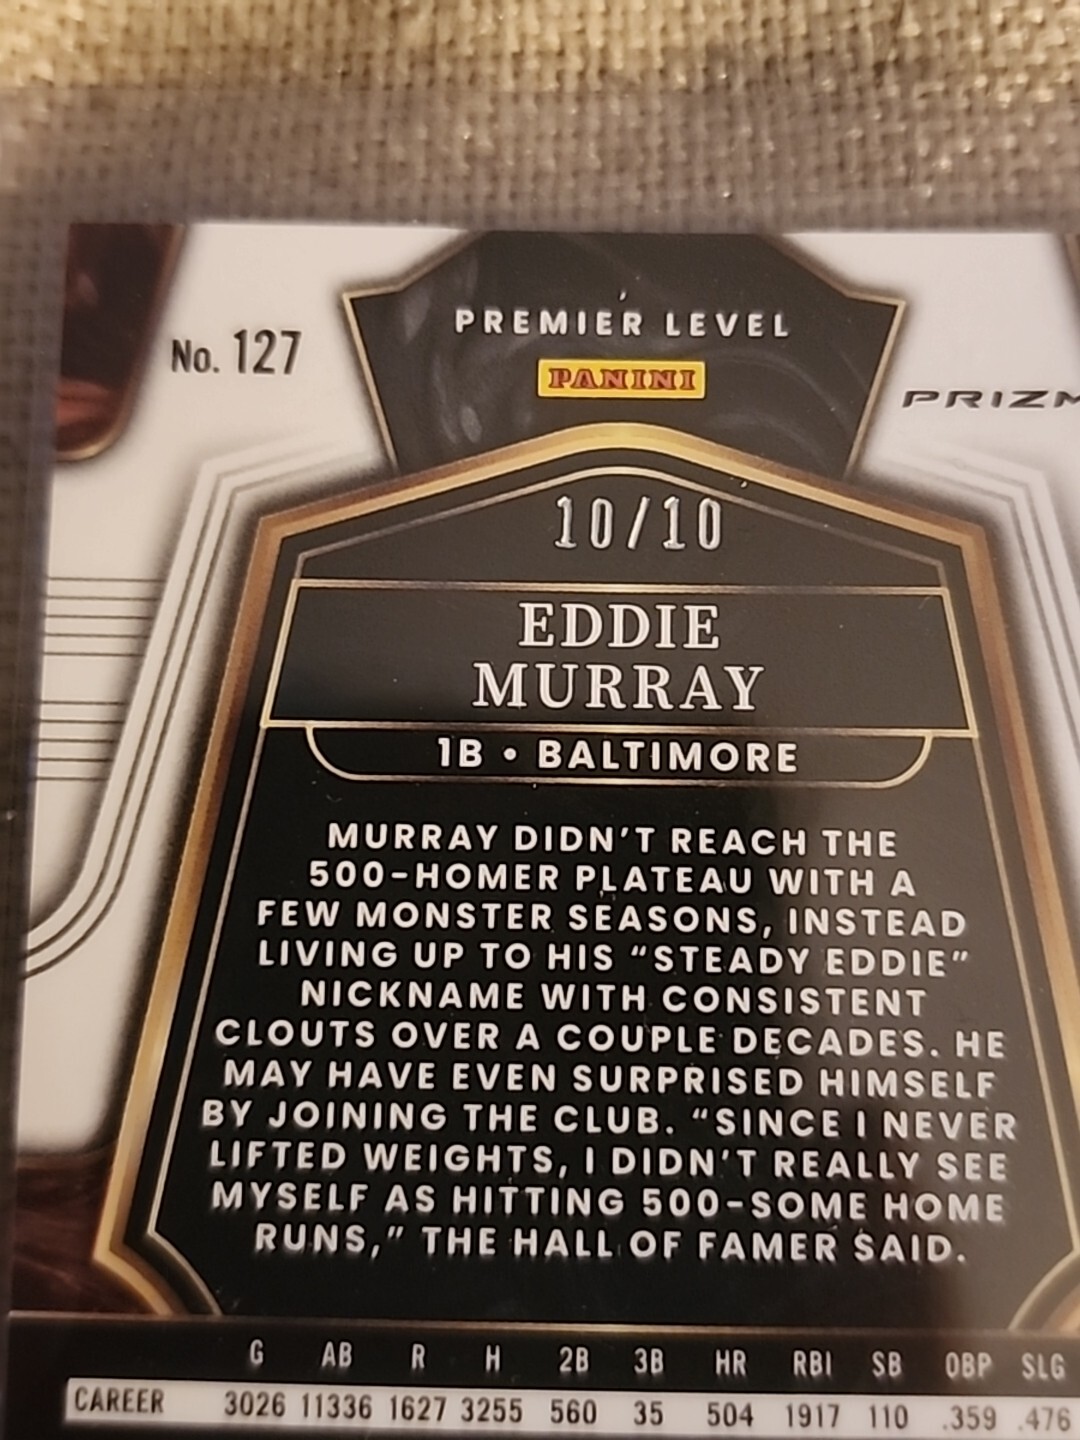 PREMIER LEVEL
No. 127
PANINI
PRIZM
10/10
EDDIE
MURRAY
1B • BALTIMORE
MURRAY DIDN'T REACH THE
500-HOMER PLATEAU WITH A
FEW MONSTER SEASONS, INSTEAD
LIVING UP TO HIS "STEADY EDDIE"
NICKNAME WITH CONSISTENT
CLOUTS OVER A COUPLE DECADES. HE
MAY HAVE EVEN SURPRISED HIMSELF
BY JOINING THE CLUB. "SINCE I NEVER
LIFTED WEIGHTS, I DIDN'T REALLY SEE
MYSELF AS HITTING 500-SOME HOME
RUNS," THE HALL OF FAMER SAID.
G AB R H 2B 3B HR RBI SB OBP SLG
CAREER 3026 11336 1627 3255 560 35 504 1917 110 .359 .476